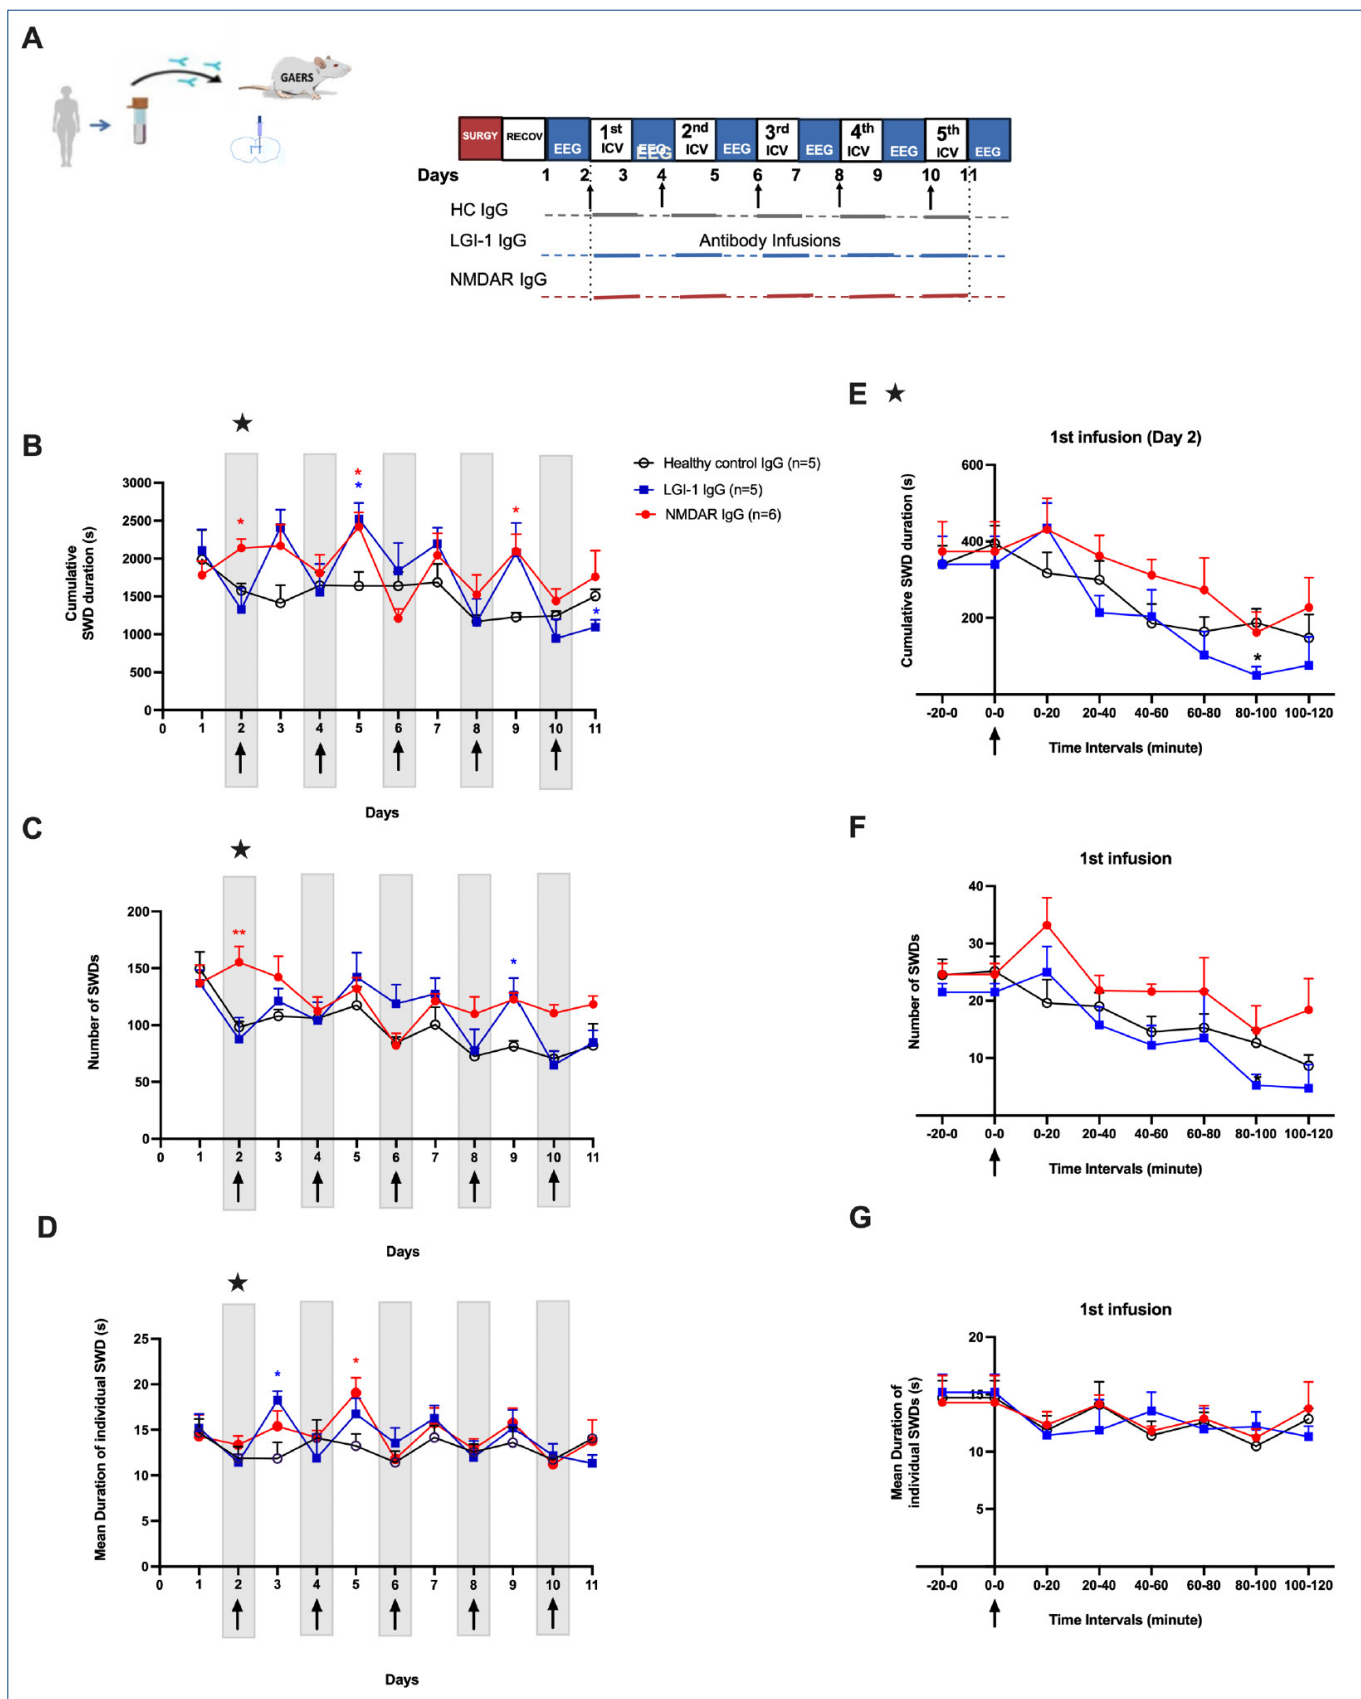 A
GAERS
SURGY RECOV EEG 1st ICV EEG EEG 2nd ICV EEG 3rd ICV EEG 4th ICV EEG 5th ICV EEG
Days 1 2 3 4 5 6 7 8 9 10 11
HC IgG
LGI-1 IgG Antibody Infusions
NMDAR IgG
B
★
Cumulative SWD duration (s)
3000
2500
2000
1500
1000
500
0
* * * * *
0 1 2 3 4 5 6 7 8 9 10 11
Days
Healthy control IgG (n=5)
LGI-1 IgG (n=5)
NMDAR IgG (n=6)
E ★
1st infusion (Day 2)
Cumulative SWD duration (s)
600
400
200
*
-20-0 0-0 0-20 20-40 40-60 60-80 80-100 100-120
Time Intervals (minute)
C
★
Number of SWDs
200
150
100
50
0
** *
0 1 2 3 4 5 6 7 8 9 10 11
Days
F
1st infusion
Number of SWDs
40
30
20
10
*
-20-0 0-0 0-20 20-40 40-60 60-80 80-100 100-120
Time Intervals (minute)
D
★
Mean Duration of individual SWD (s)
25
20
15
10
5
0
* *
0 1 2 3 4 5 6 7 8 9 10 11
Days
G
1st infusion
Mean Duration of
individual SWDs (s)
20
15
10
5
-20-0 0-0 0-20 20-40 40-60 60-80 80-100 100-120
Time Intervals (minute)